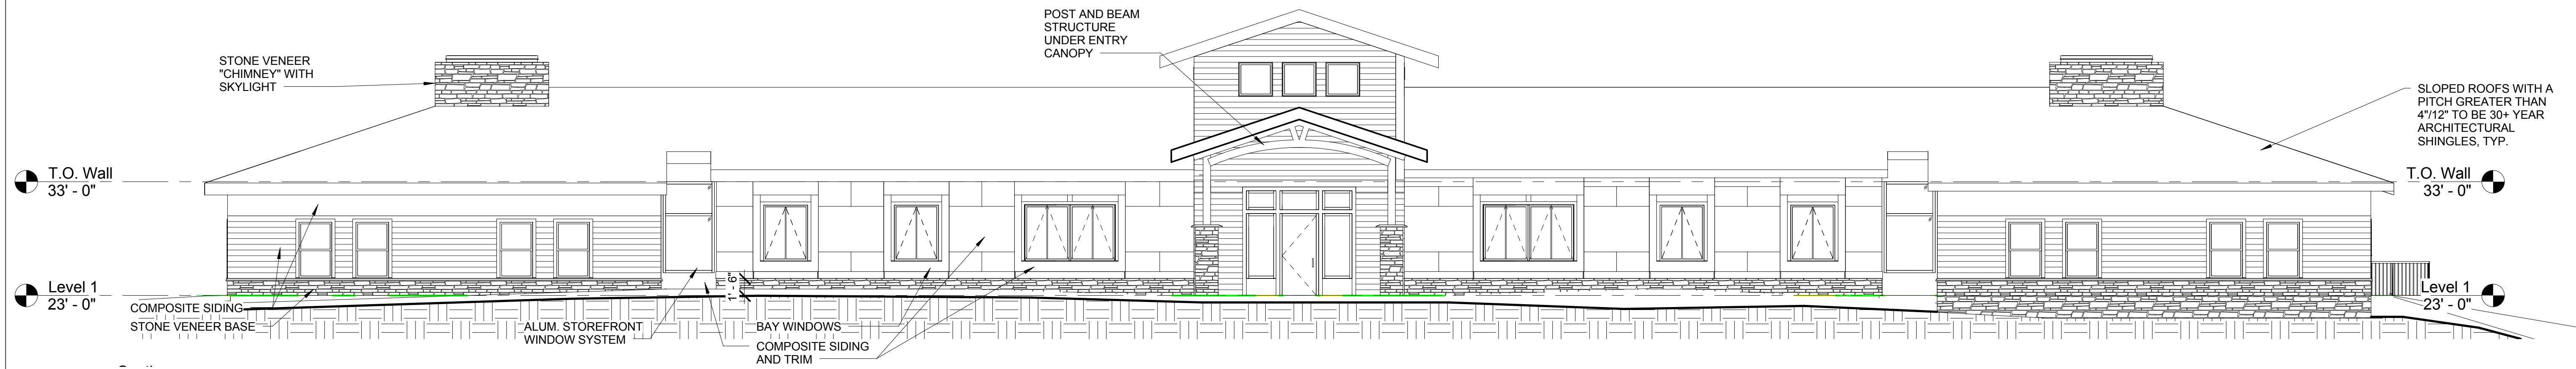 POST AND BEAM
STRUCTURE
UNDER ENTRY
CANOPY
STONE VENEER
"CHIMNEY" WITH
SKYLIGHT
SLOPED ROOFS WITH A
PITCH GREATER THAN
4"/12" TO BE 30+ YEAR
ARCHITECTURAL
SHINGLES, TYP.
T.O. Wall
33' - 0"
T.O. Wall
33' - 0"
Level 1
23' - 0"
1' - 6"
Level 1
23' - 0"
COMPOSITE SIDING
STONE VENEER BASE
ALUM. STOREFRONT
WINDOW SYSTEM
BAY WINDOWS
COMPOSITE SIDING
AND TRIM